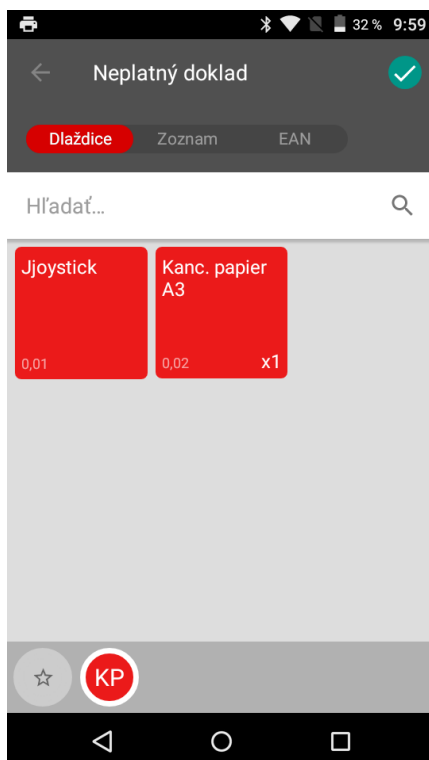 32 % 9:59
Neplatný doklad
Dlaždice Zoznam EAN
Hľadať...
Jjoystick
0,01
Kanc. papier
A3
0,02 x1
KP